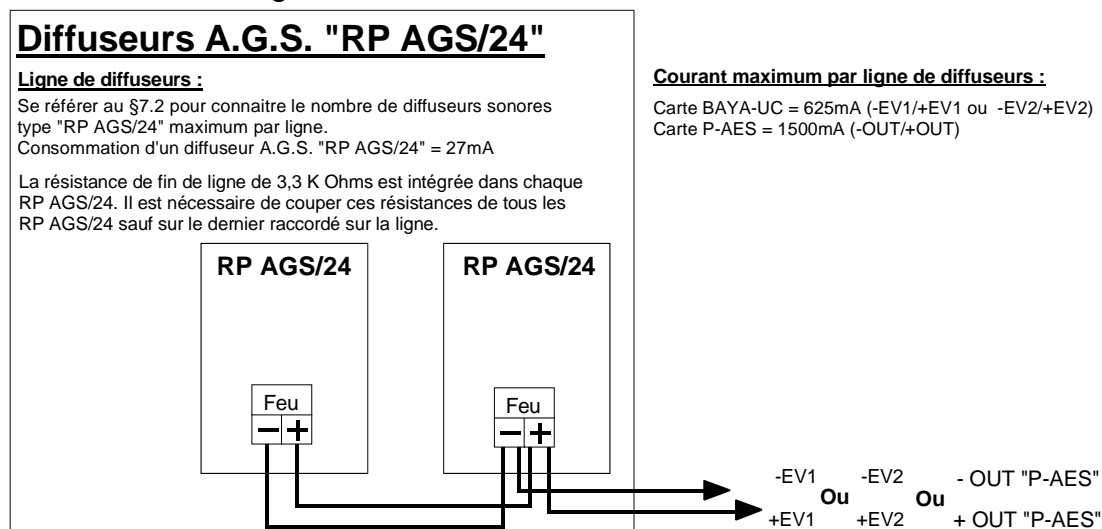 Diffuseurs A.G.S. "RP AGS/24"
Ligne de diffuseurs :
Se référer au §7.2 pour connaitre le nombre de diffuseurs sonores
type "RP AGS/24" maximum par ligne.
Consommation d'un diffuseur A.G.S. "RP AGS/24" = 27mA
La résistance de fin de ligne de 3,3 K Ohms est intégrée dans chaque
RP AGS/24. Il est nécessaire de couper ces résistances de tous les
RP AGS/24 sauf sur le dernier raccordé sur la ligne.
Courant maximum par ligne de diffuseurs :
Carte BAYA-UC = 625mA (-EV1/+EV1 ou -EV2/+EV2)
Carte P-AES = 1500mA (-OUT/+OUT)
RP AGS/24 RP AGS/24
Feu Feu
− + − +
-EV1 -EV2 - OUT "P-AES"
Ou Ou
+EV1 +EV2 + OUT "P-AES"